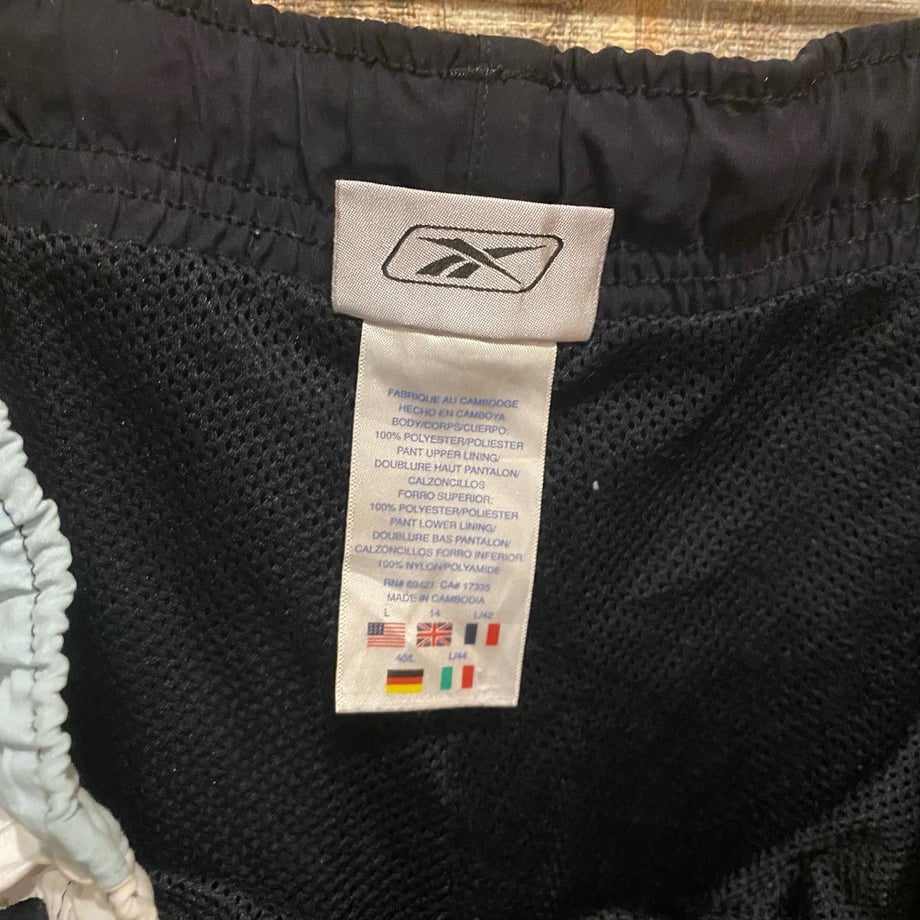 FABRIQUE AU CAMBODGE
HECHO EN CAMBOYA
BODY/CORPS/CUERPO:
100% POLYESTER/POLIESTER
PANT UPPER LINING/
DOUBLURE HAUT PANTALON/
CALZONCILLOS
FORRO SUPERIOR:
100% POLYESTER/POLIESTER
PANT LOWER LINING/
DOUBLURE BAS PANTALON/
CALZONCILLOS FORRO INFERIOR:
100% NYLON/POLYAMIDE
RN# 60421 CA# 17335
MADE IN CAMBODIA
L 14 L/42
40/L L/44